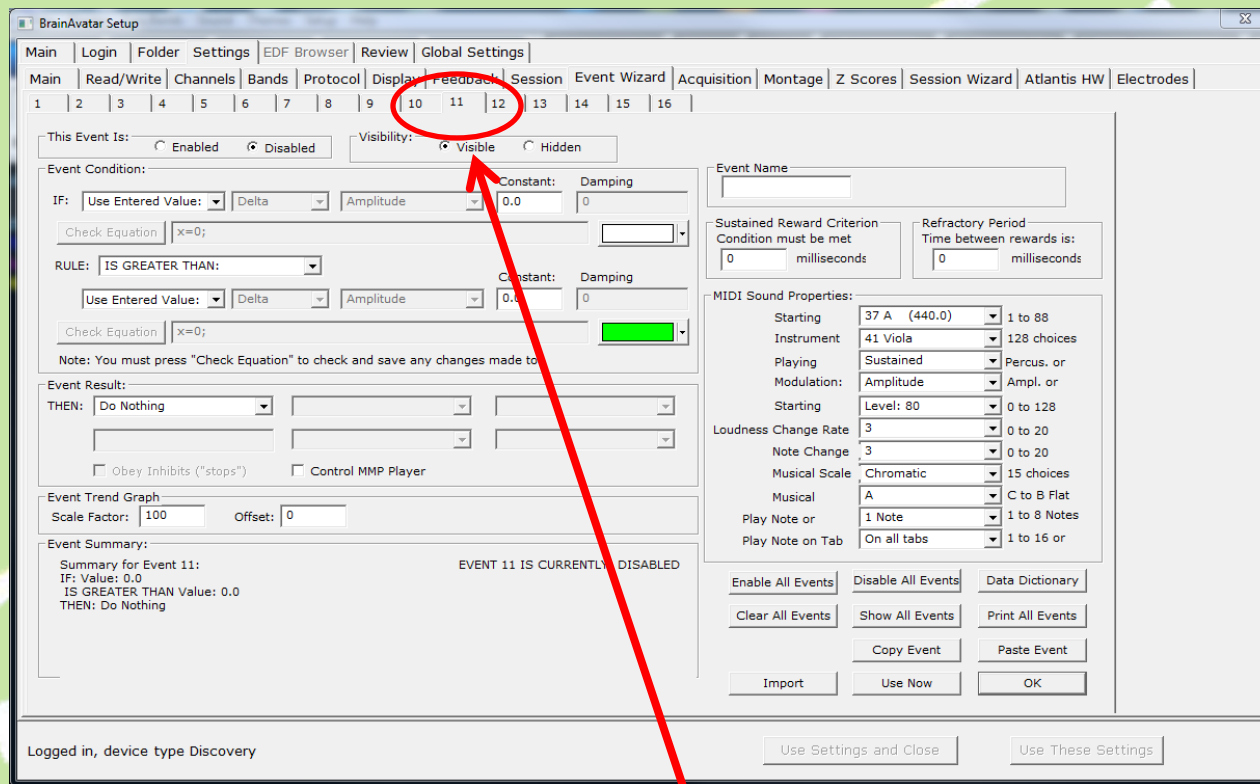 BrainAvatar Setup
Main Login Folder Settings EDF Browser Review Global Settings
Main Read/Write Channels Bands Protocol Display Feedback Session Event Wizard Acquisition Montage Z Scores Session Wizard Atlantis HW Electrodes
1 2 3 4 5 6 7 8 9 10 11 12 13 14 15 16
This Event Is: Enabled Disabled Visibility: Visible Hidden
Event Condition:
Constant: Damping
IF: Use Entered Value: Delta Amplitude 0.0 0
Check Equation x=0;
RULE: IS GREATER THAN:
Constant: Damping
Use Entered Value: Delta Amplitude 0.0 0
Check Equation x=0;
Note: You must press "Check Equation" to check and save any changes made to
Event Result:
THEN: Do Nothing
Obey Inhibits ("stops") Control MMP Player
Event Trend Graph
Scale Factor: 100 Offset: 0
Event Summary:
Summary for Event 11: EVENT 11 IS CURRENTLY DISABLED
IF: Value: 0.0
IS GREATER THAN Value: 0.0
THEN: Do Nothing
Event Name
Sustained Reward Criterion Refractory Period
Condition must be met Time between rewards is:
0 milliseconds 0 milliseconds
MIDI Sound Properties:
Starting 37 A (440.0) 1 to 88
Instrument 41 Viola 128 choices
Playing Sustained Percus. or
Modulation: Amplitude Ampl. or
Starting Level: 80 0 to 128
Loudness Change Rate 3 0 to 20
Note Change 3 0 to 20
Musical Scale Chromatic 15 choices
Musical A C to B Flat
Play Note or 1 Note 1 to 8 Notes
Play Note on Tab On all tabs 1 to 16 or
Enable All Events Disable All Events Data Dictionary
Clear All Events Show All Events Print All Events
Copy Event Paste Event
Import Use Now OK
Logged in, device type Discovery Use Settings and Close Use These Settings